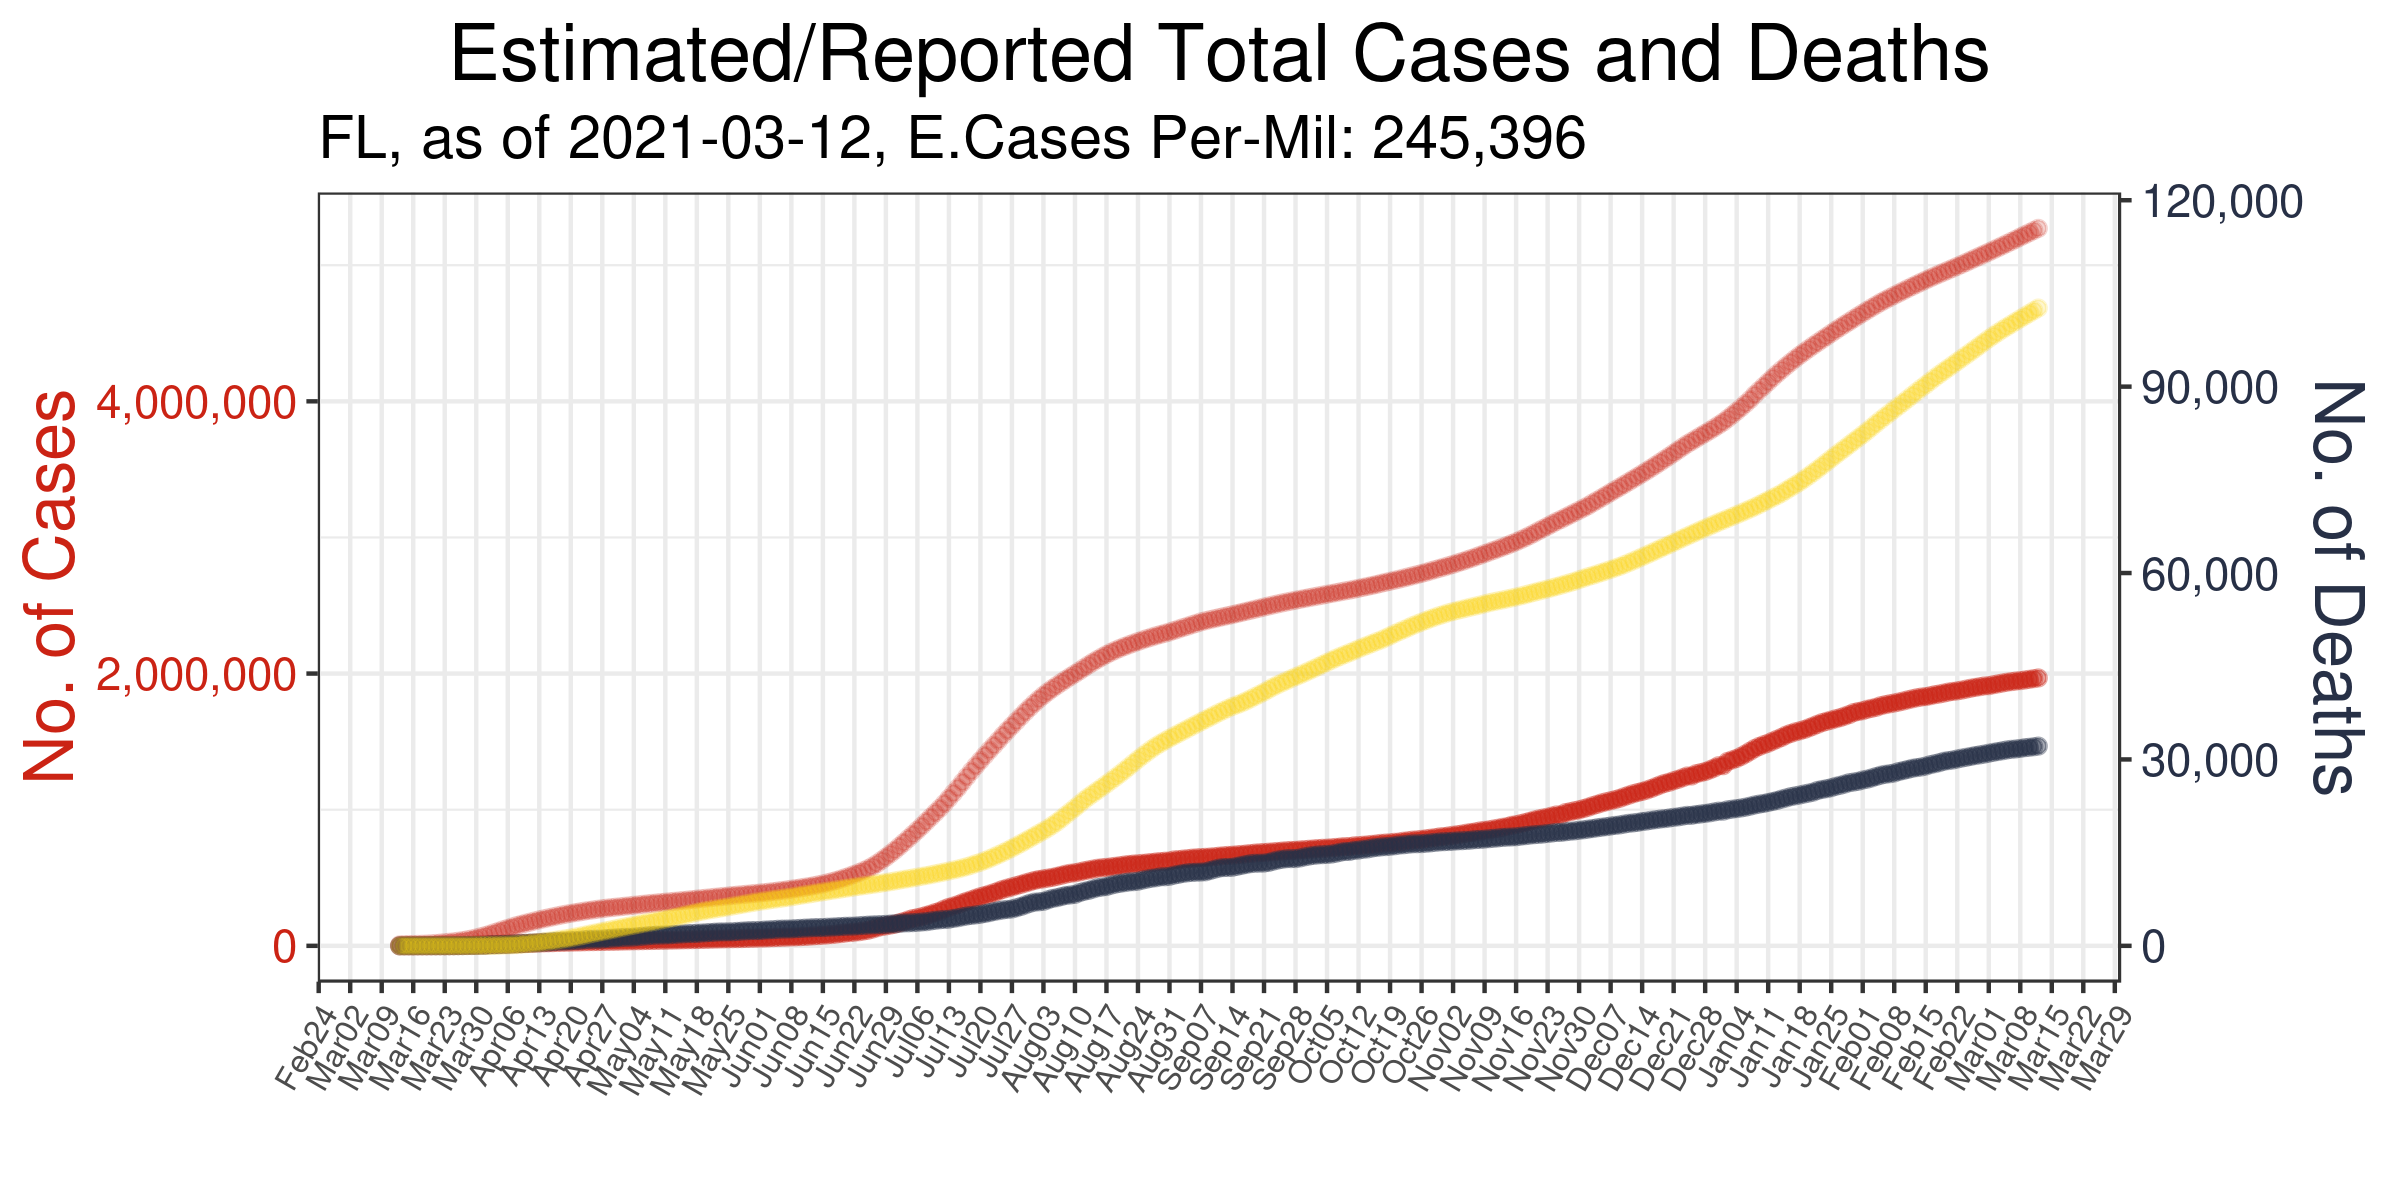 Estimated/Reported Total Cases and Deaths
FL, as of 2021-03-12, E.Cases Per-Mil: 245,396
No. of Cases
4,000,000
2,000,000
0
120,000
90,000
60,000
30,000
0
No. of Deaths
Feb24
Mar02
Mar09
Mar16
Mar23
Mar30
Apr06
Apr13
Apr20
Apr27
May04
May11
May18
May25
Jun01
Jun08
Jun15
Jun22
Jun29
Jul06
Jul13
Jul20
Jul27
Aug03
Aug10
Aug17
Aug24
Aug31
Sep07
Sep14
Sep21
Sep28
Oct05
Oct12
Oct19
Oct26
Nov02
Nov09
Nov16
Nov23
Nov30
Dec07
Dec14
Dec21
Dec28
Jan04
Jan11
Jan18
Jan25
Feb01
Feb08
Feb15
Feb22
Mar01
Mar08
Mar15
Mar22
Mar29